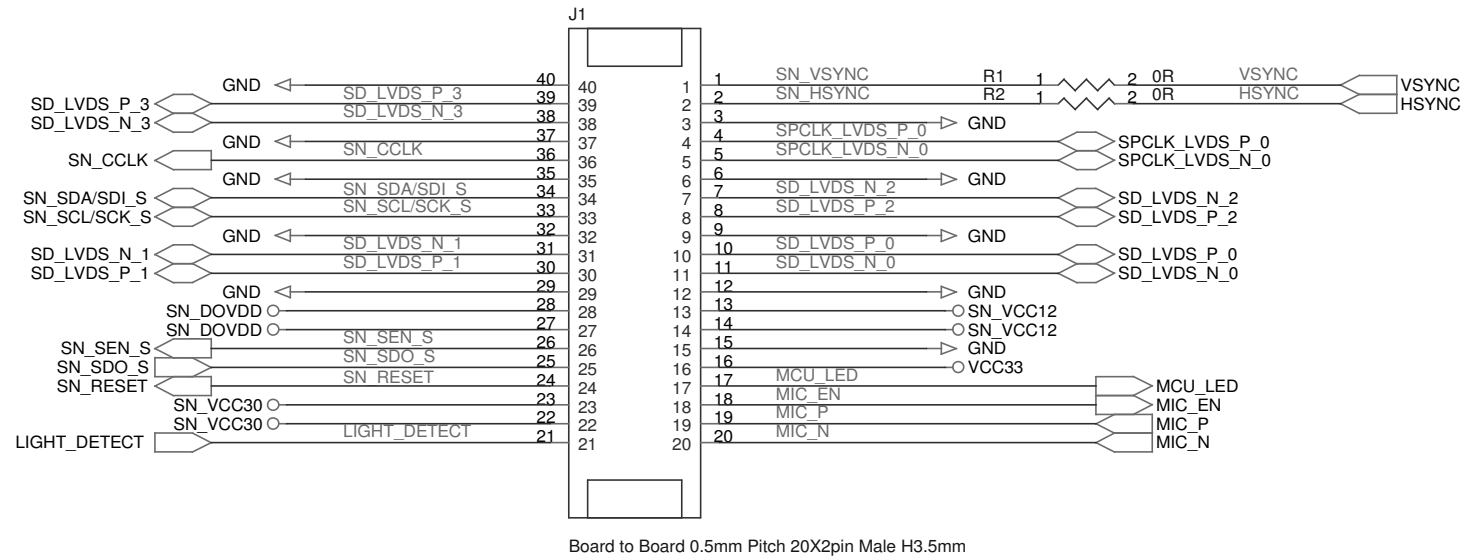 J1
GND 40 40
SD_LVDS_P_3 SD_LVDS_P_3 39 39
SD_LVDS_N_3 SD_LVDS_N_3 38 38
GND 37 37
SN_CCLK SN_CCLK 36 36
GND 35 35
SN_SDA/SDI_S SN_SDA/SDI_S 34 34
SN_SCL/SCK_S SN_SCL/SCK_S 33 33
GND 32 32
SD_LVDS_N_1 SD_LVDS_N_1 31 31
SD_LVDS_P_1 SD_LVDS_P_1 30 30
GND 29 29
SN_DOVDD 28 28
SN_DOVDD 27 27
SN_SEN_S SN_SEN_S 26 26
SN_SDO_S SN_SDO_S 25 25
SN_RESET SN_RESET 24 24
SN_VCC30 23 23
SN_VCC30 22 22
LIGHT_DETECT LIGHT_DETECT 21 21
1 1 SN_VSYNC R1 1 2 0R VSYNC VSYNC
2 2 SN_HSYNC R2 1 2 0R HSYNC HSYNC
3 3 GND
4 4 SPCLK_LVDS_P_0 SPCLK_LVDS_P_0
5 5 SPCLK_LVDS_N_0 SPCLK_LVDS_N_0
6 6 GND
7 7 SD_LVDS_N_2 SD_LVDS_N_2
8 8 SD_LVDS_P_2 SD_LVDS_P_2
9 9 GND
10 10 SD_LVDS_P_0 SD_LVDS_P_0
11 11 SD_LVDS_N_0 SD_LVDS_N_0
12 12 GND
13 13 SN_VCC12
14 14 SN_VCC12
15 15 GND
16 16 VCC33
17 17 MCU_LED MCU_LED
18 18 MIC_EN MIC_EN
19 19 MIC_P MIC_P
20 20 MIC_N MIC_N
Board to Board 0.5mm Pitch 20X2pin Male H3.5mm